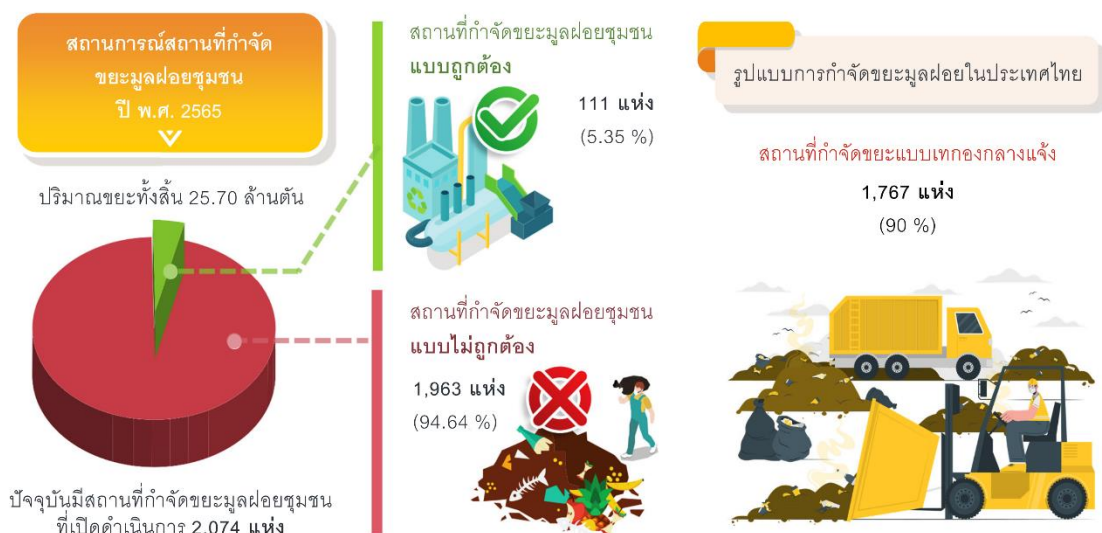 สถานการณ์สถานที่กำจัด
ขยะมูลฝอยชุมชน
ปี พ.ศ. 2565
ปริมาณขยะทั้งสิ้น 25.70 ล้านตัน
ปัจจุบันมีสถานที่กำจัดขยะมูลฝอยชุมชน
ที่เปิดดำเนินการ 2,074 แห่ง
สถานที่กำจัดขยะมูลฝอยชุมชน
แบบถูกต้อง
111 แห่ง
(5.35 %)
สถานที่กำจัดขยะมูลฝอยชุมชน
แบบไม่ถูกต้อง
1,963 แห่ง
(94.64 %)
รูปแบบการกำจัดขยะมูลฝอยในประเทศไทย
สถานที่กำจัดขยะแบบเทกองกลางแจ้ง
1,767 แห่ง
(90 %)